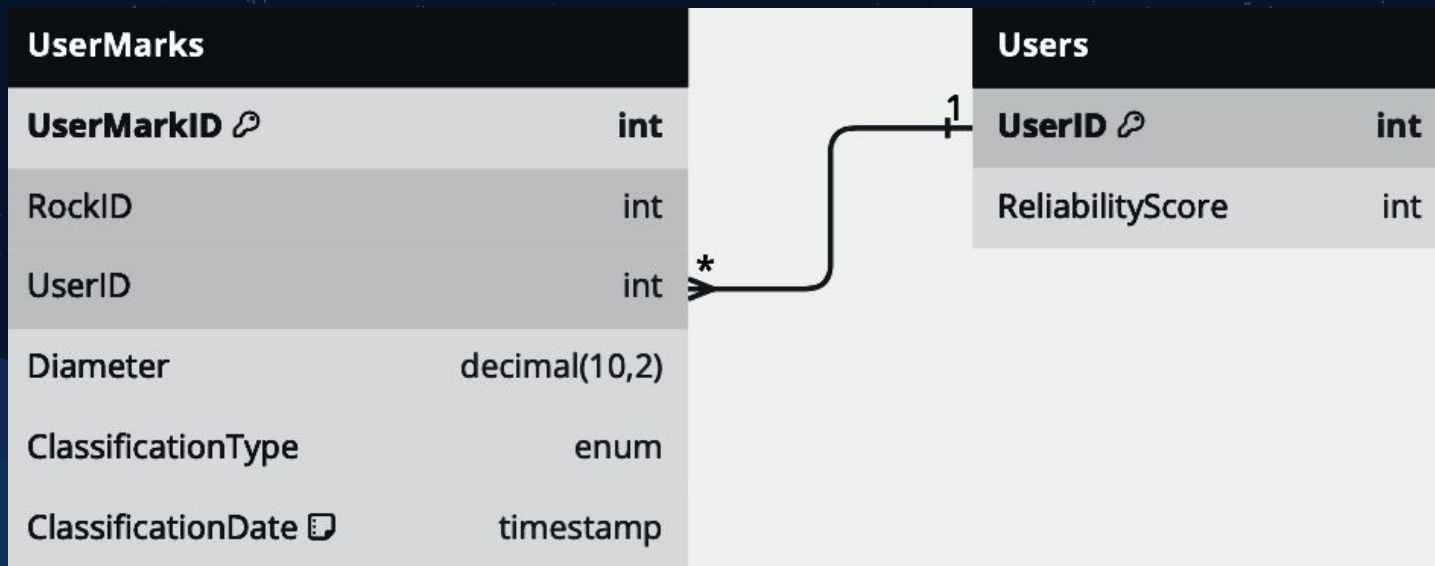 UserMarks
UserMarkID int
RockID int
UserID int
Diameter decimal(10,2)
ClassificationType enum
ClassificationDate timestamp
*
1
Users
UserID int
ReliabilityScore int